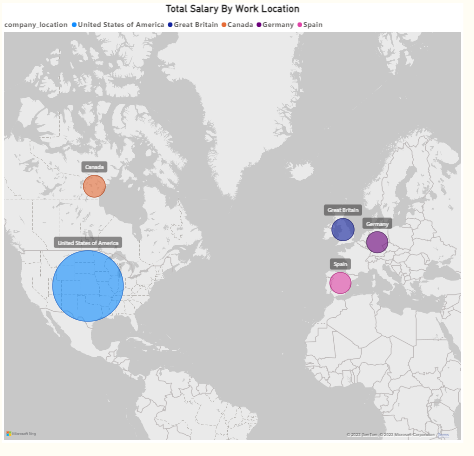 Total Salary By Work Location
company_location United States of America Great Britain Canada Germany Spain
Canada
Great Britain
Germany
United States of America
Spain
Microsoft Bing
© 2023 TomTom, © 2023 Microsoft Corporation Terms